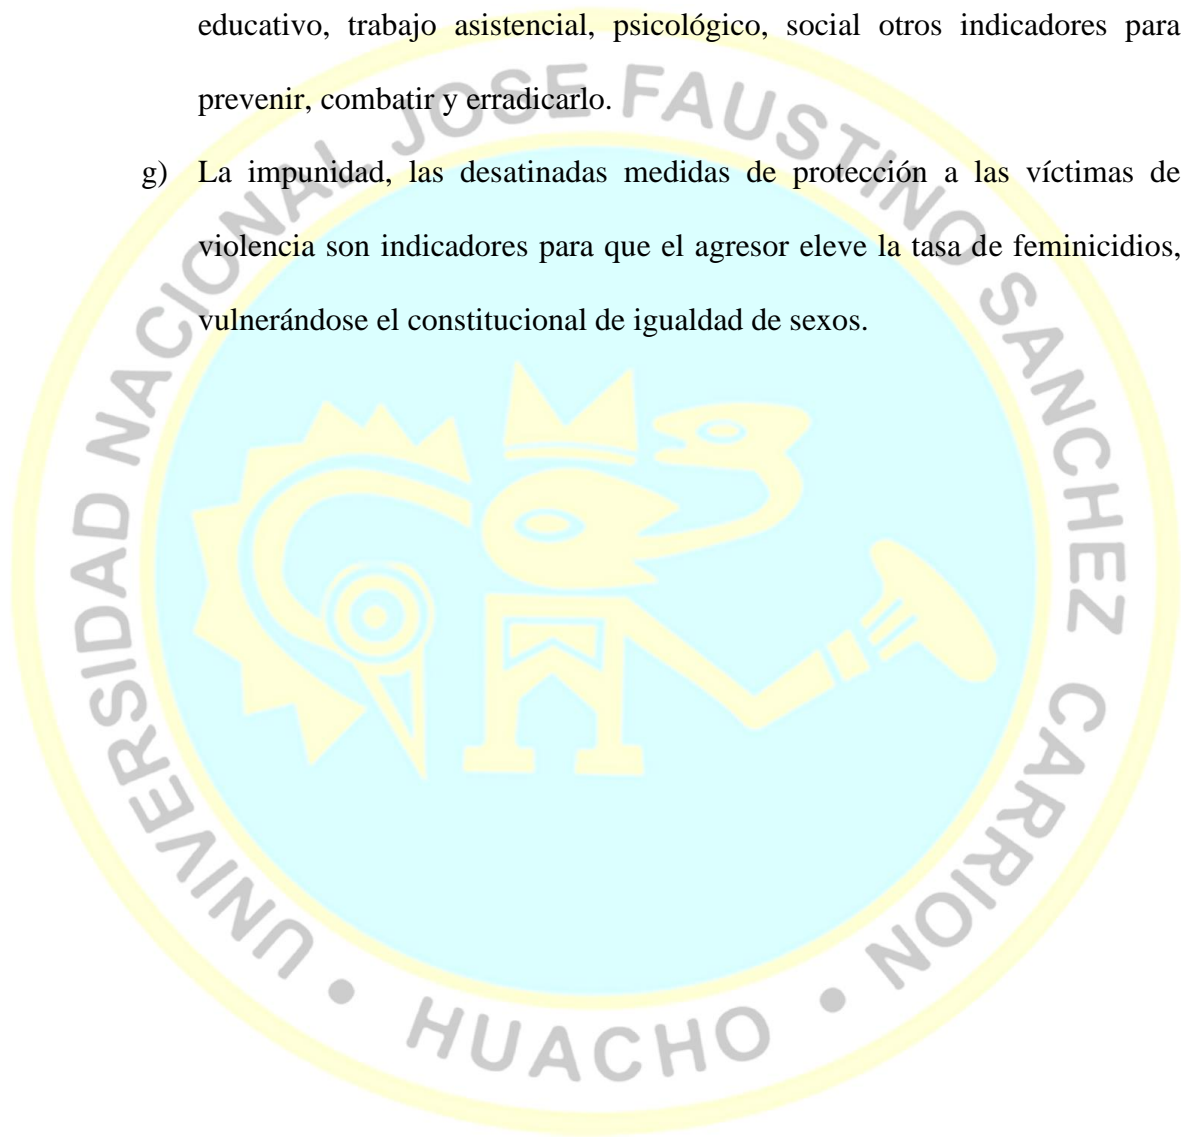 educativo, trabajo asistencial, psicológico, social otros indicadores para
prevenir, combatir y erradicarlo.
g) La impunidad, las desatinadas medidas de protección a las víctimas de
violencia son indicadores para que el agresor eleve la tasa de feminicidios,
vulnerándose el constitucional de igualdad de sexos.
UNIVERSIDAD NACIONAL JOSE FAUSTINO SANCHEZ CARRION • HUACHO •